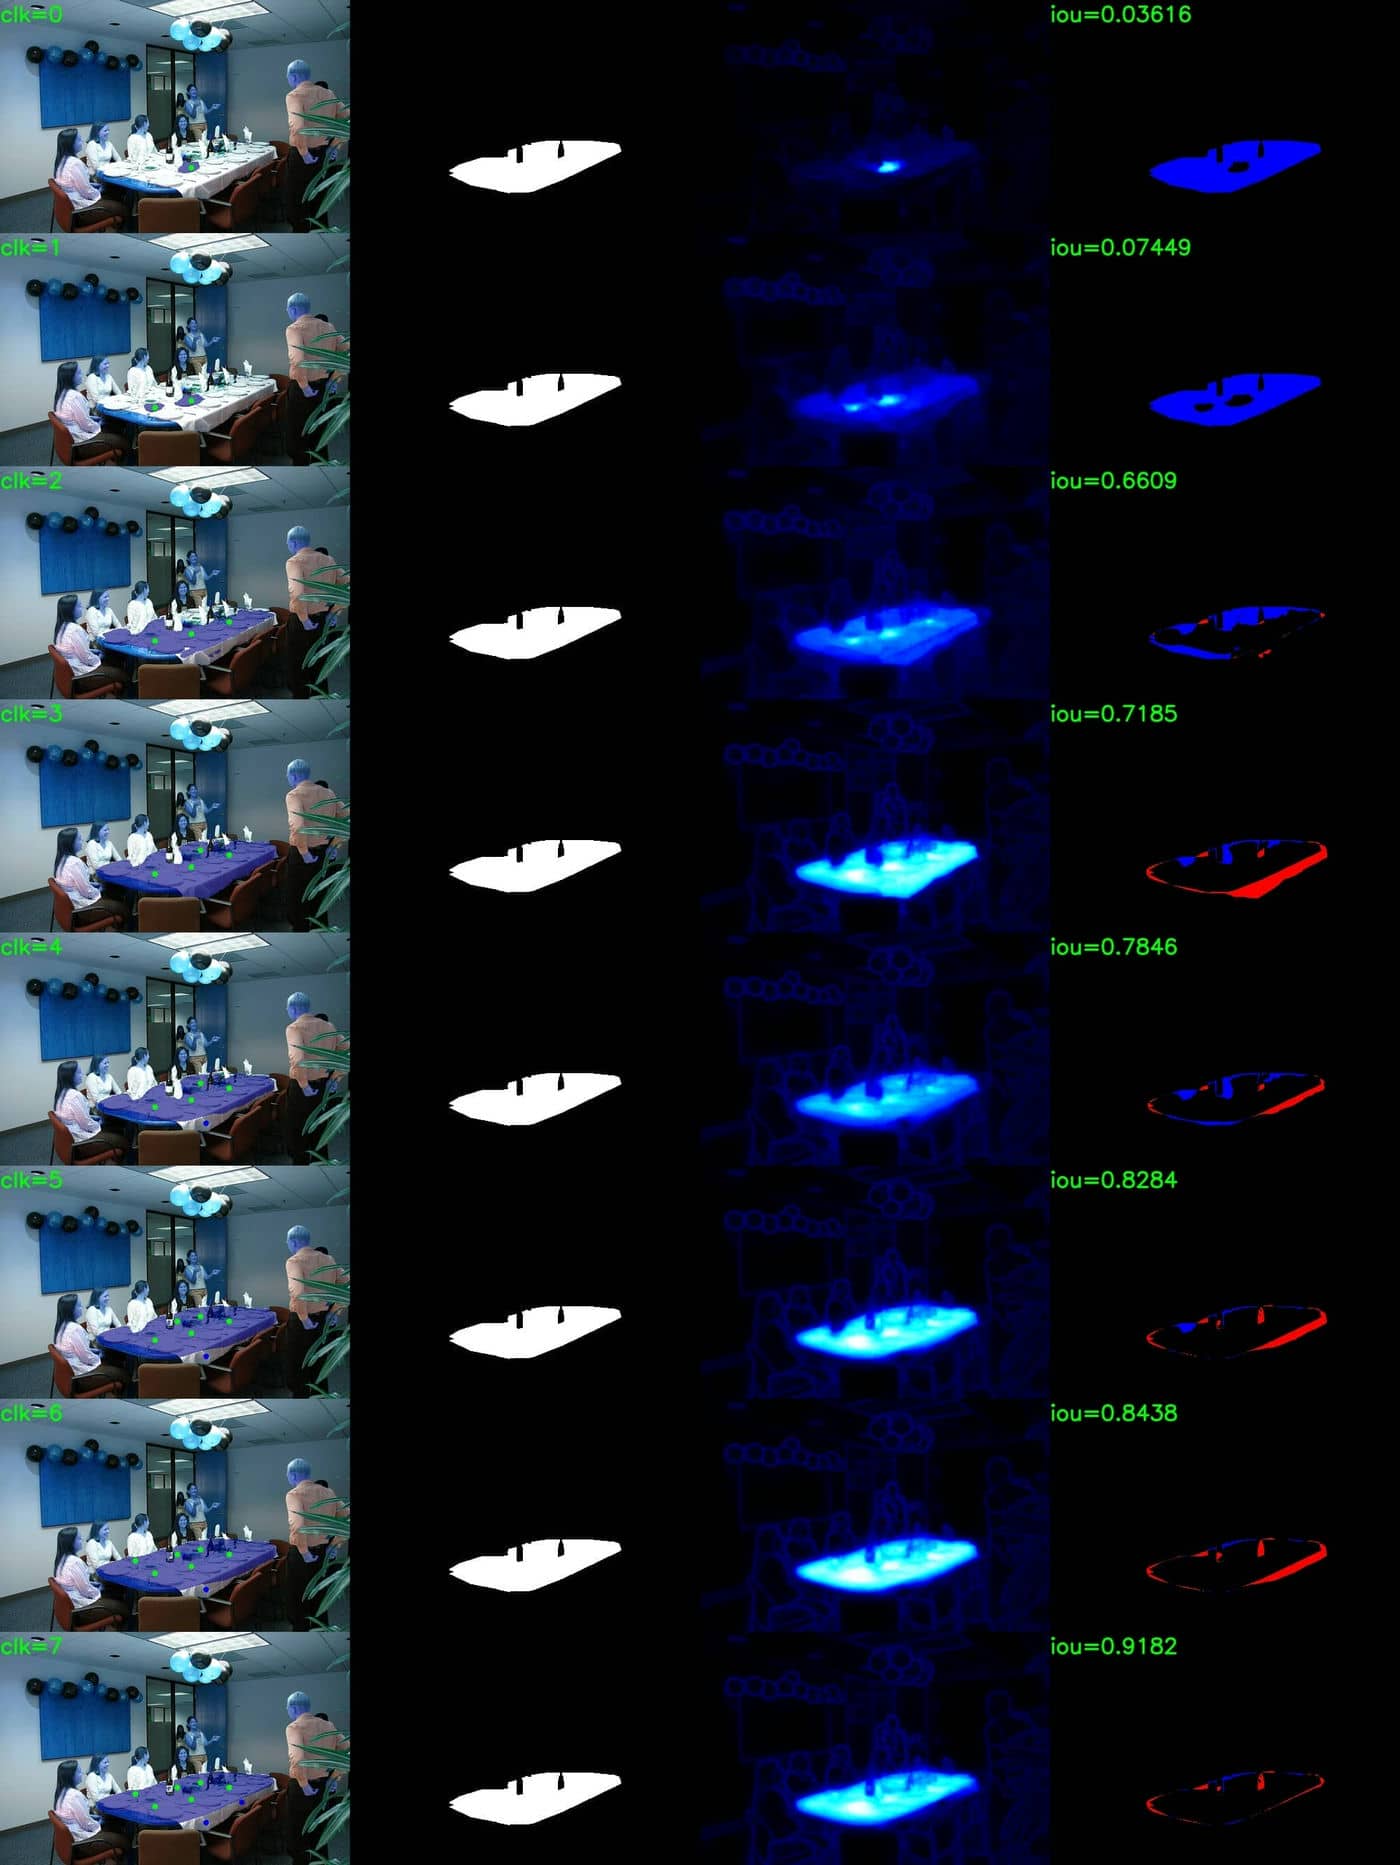 clk=0
iou=0.03616
clk=1
iou=0.07449
clk=2
iou=0.6609
clk=3
iou=0.7185
clk=4
iou=0.7846
clk=5
iou=0.8284
clk=6
iou=0.8438
clk=7
iou=0.9182